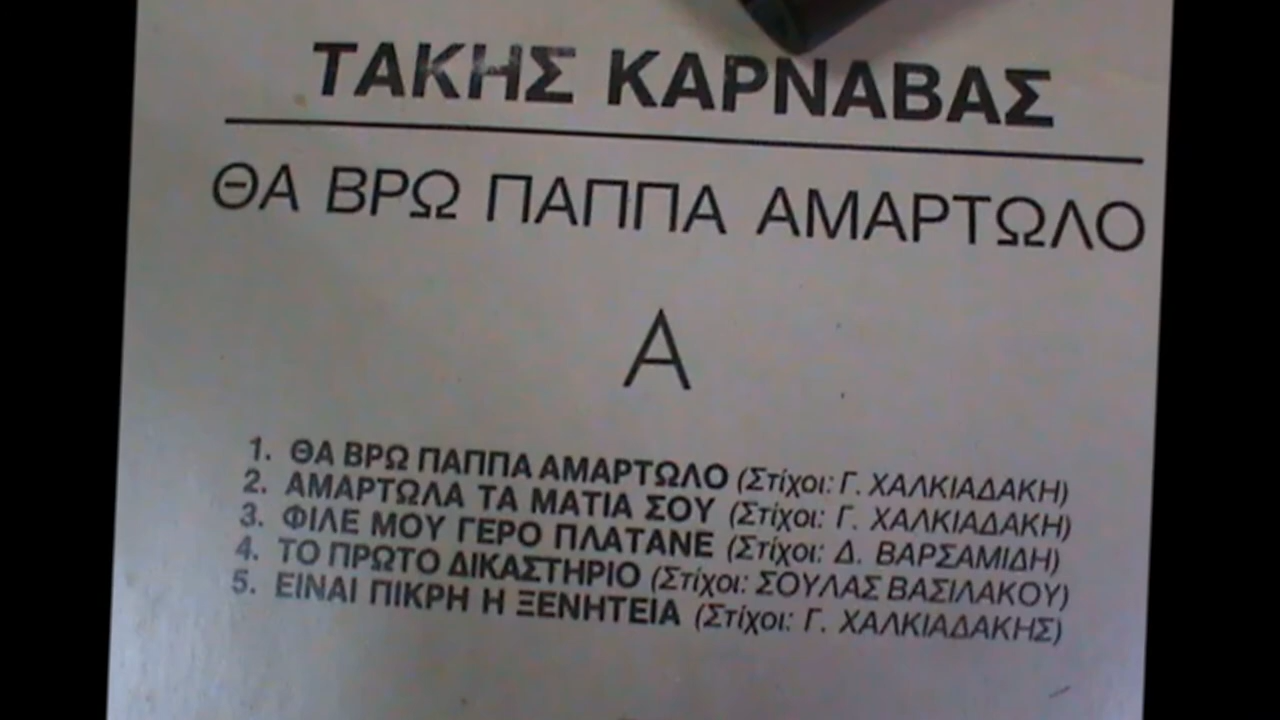 ΤΑΚΗΣ ΚΑΡΝΑΒΑΣ
ΘΑ ΒΡΩ ΠΑΠΠΑ ΑΜΑΡΤΩΛΟ
Α
1. ΘΑ ΒΡΩ ΠΑΠΠΑ ΑΜΑΡΤΩΛΟ (Στίχοι: Γ. ΧΑΛΚΙΑΔΑΚΗ)
2. ΑΜΑΡΤΩΛΑ ΤΑ ΜΑΤΙΑ ΣΟΥ (Στίχοι: Γ. ΧΑΛΚΙΑΔΑΚΗ)
3. ΦΙΛΕ ΜΟΥ ΓΕΡΟ ΠΛΑΤΑΝΕ (Στίχοι: Δ. ΒΑΡΣΑΜΙΔΗ)
4. ΤΟ ΠΡΩΤΟ ΔΙΚΑΣΤΗΡΙΟ (Στίχοι: ΣΟΥΛΑΣ ΒΑΣΙΛΑΚΟΥ)
5. ΕΙΝΑΙ ΠΙΚΡΗ Η ΞΕΝΗΤΕΙΑ (Στίχοι: Γ. ΧΑΛΚΙΑΔΑΚΗΣ)